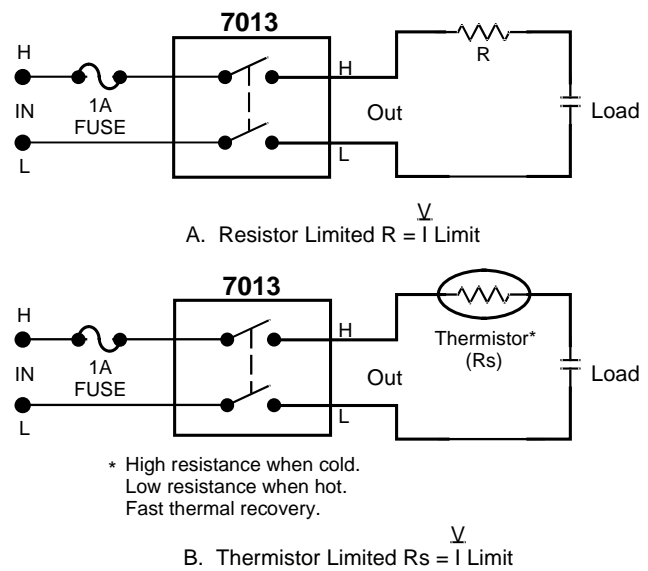 7013
H
1A
FUSE
IN
L
H
Out
L
R
Load
V
A. Resistor Limited R = I Limit
7013
H
1A
FUSE
IN
L
H
Out
L
Thermistor*
(Rs)
Load
* High resistance when cold.
Low resistance when hot.
Fast thermal recovery.
V
B. Thermistor Limited Rs = I Limit